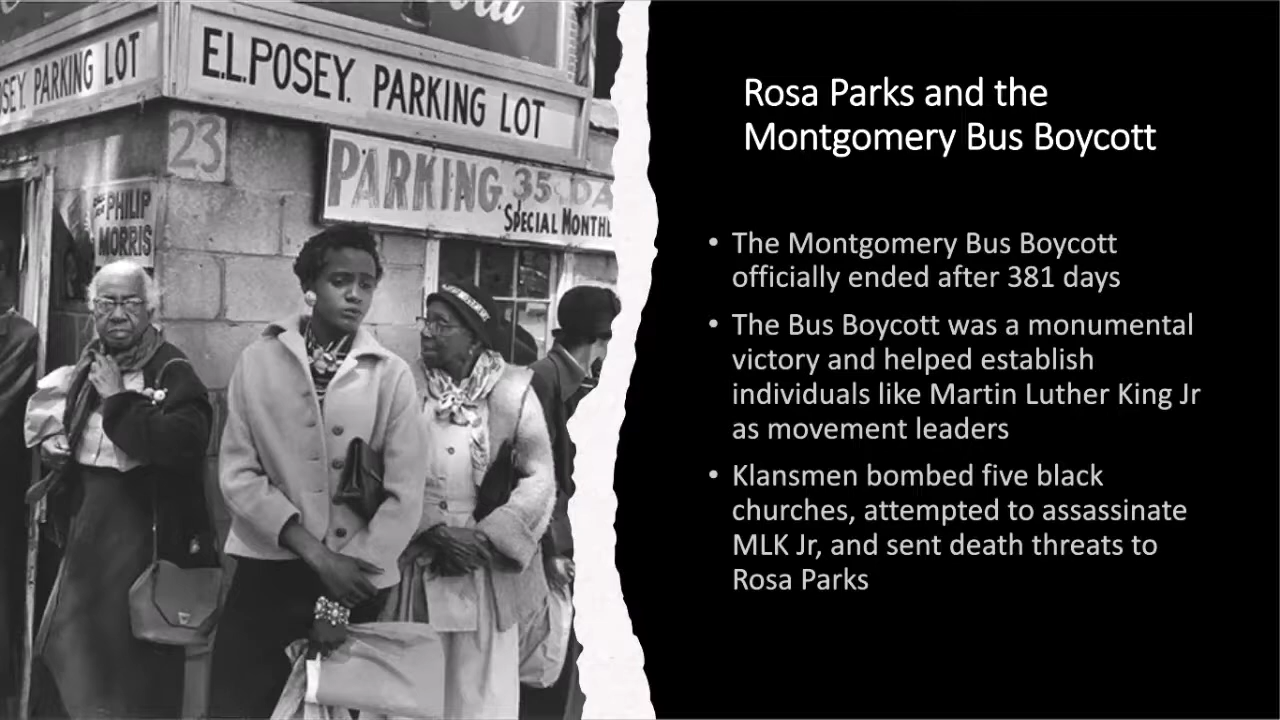 OSEY PARKING LOT
E.L.POSEY. PARKING LOT
23
PARKING 35¢ DA
SPECIAL MONTHL
PHILIP
MORRIS
Rosa Parks and the
Montgomery Bus Boycott
• The Montgomery Bus Boycott
officially ended after 381 days
• The Bus Boycott was a monumental
victory and helped establish
individuals like Martin Luther King Jr
as movement leaders
• Klansmen bombed five black
churches, attempted to assassinate
MLK Jr, and sent death threats to
Rosa Parks